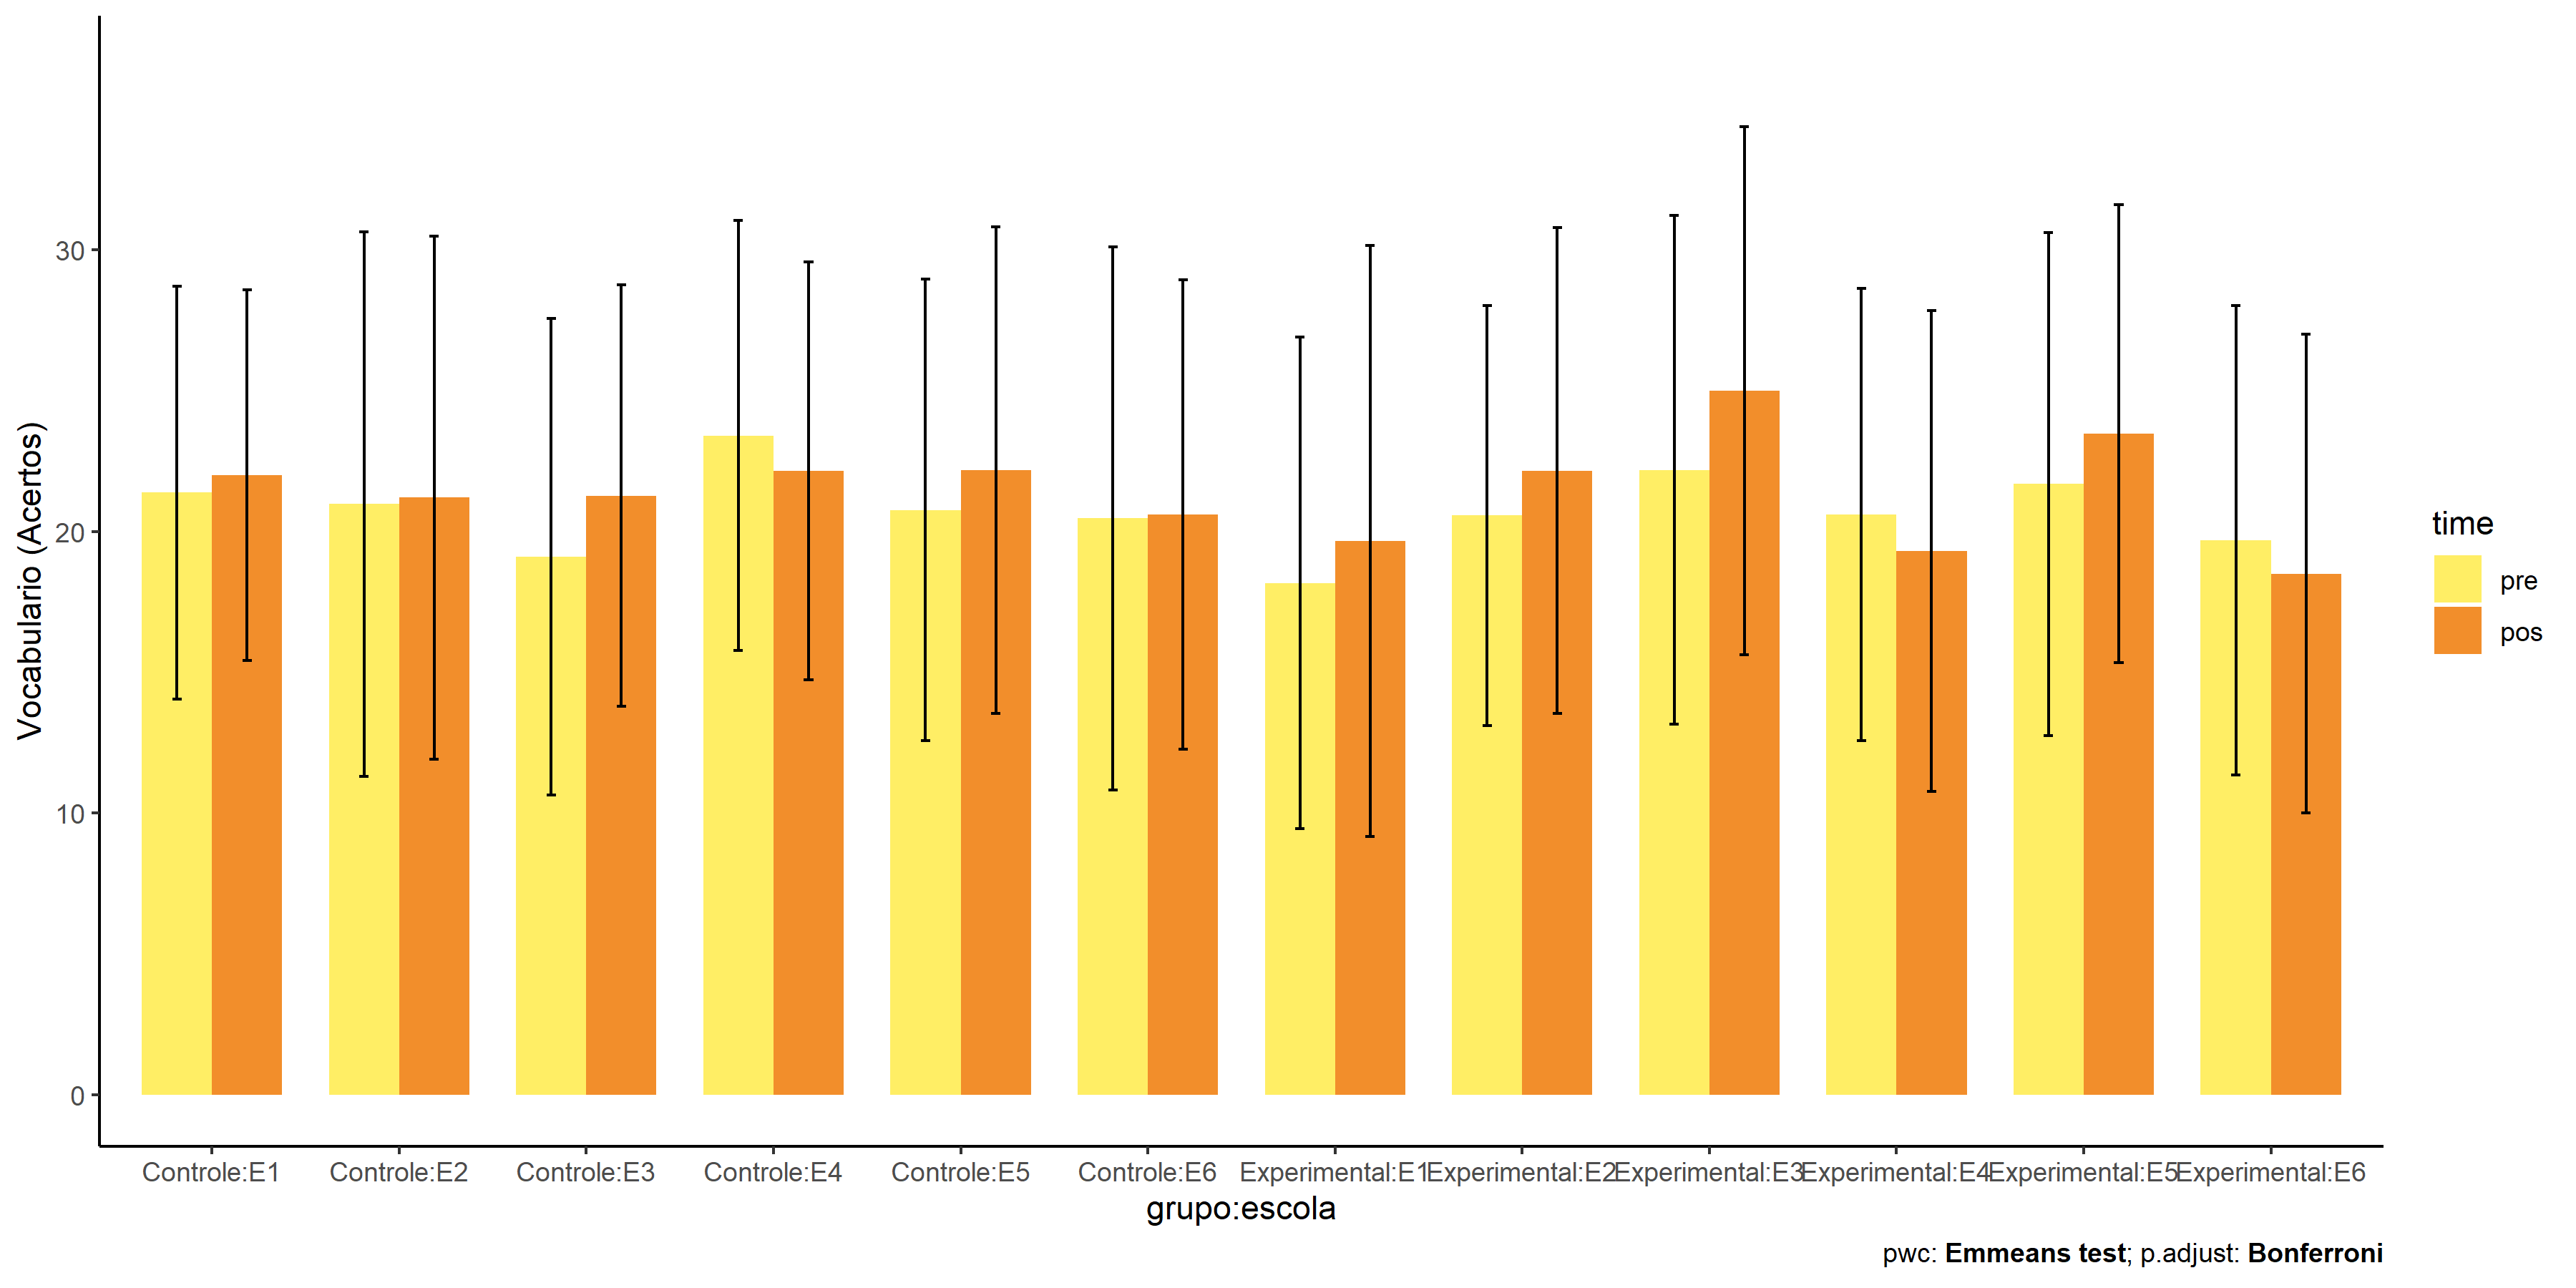 Vocabulario (Acertos)
30
20
10
0
Controle:E1 Controle:E2 Controle:E3 Controle:E4 Controle:E5 Controle:E6 Experimental:E1 Experimental:E2 Experimental:E3 Experimental:E4 Experimental:E5 Experimental:E6
grupo:escola
time
pre
pos
pwc: Emmeans test; p.adjust: Bonferroni